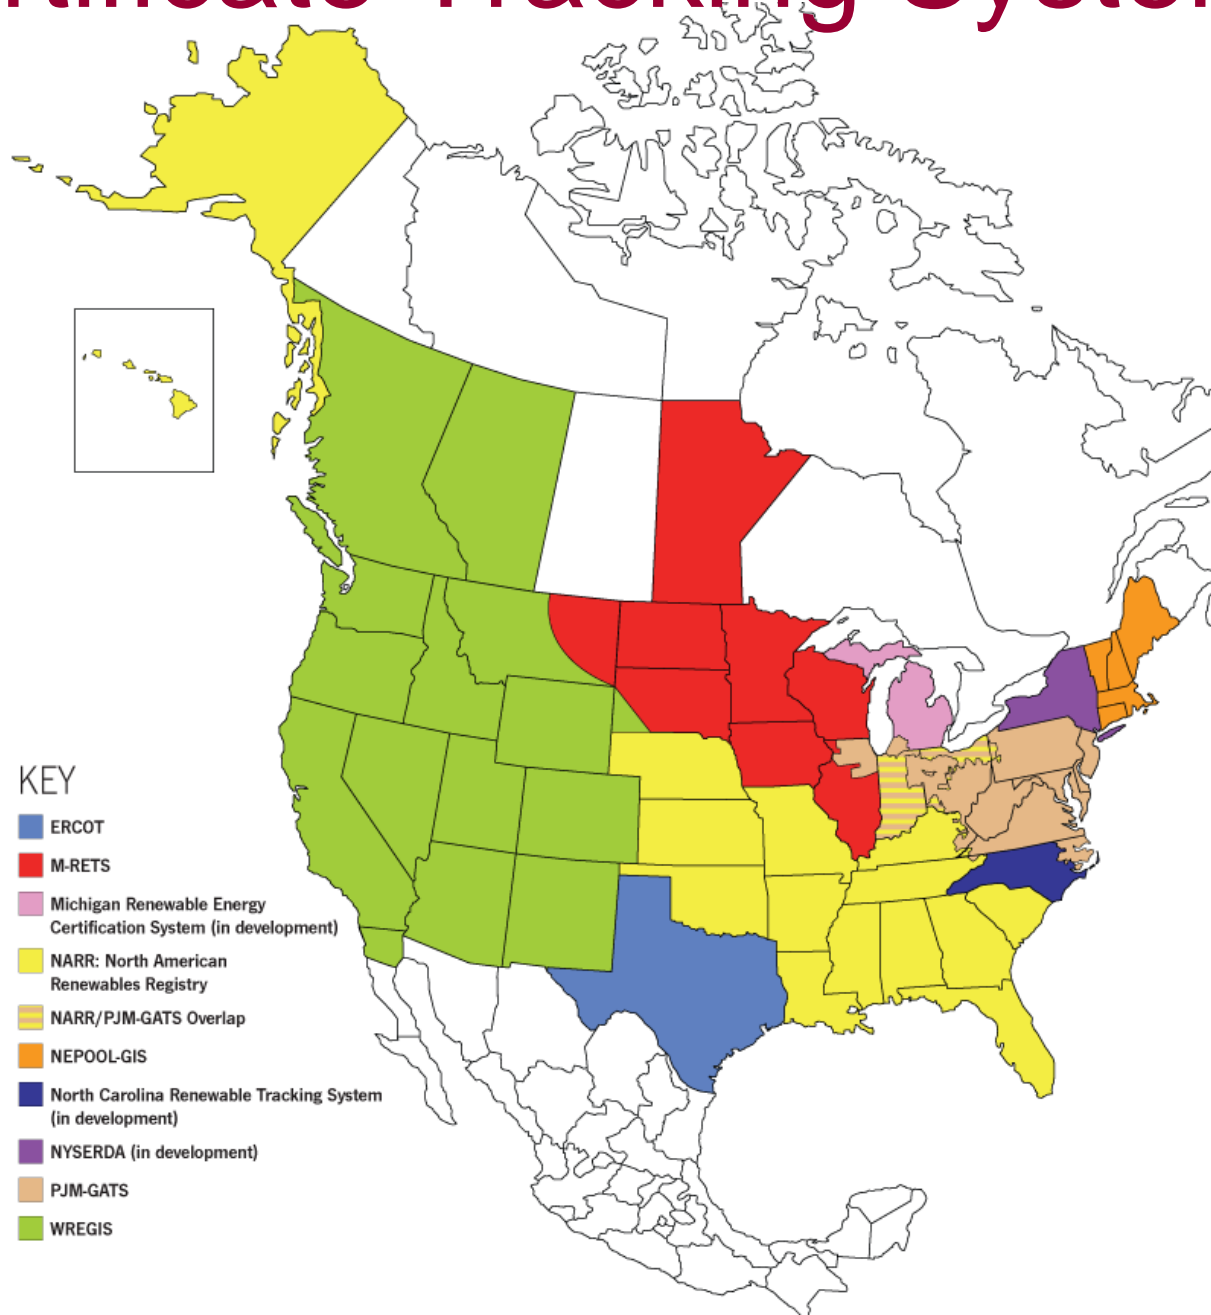 Tracking
KEY
ERCOT
M-RETS
Michigan Renewable Energy
Certification System (in development)
NARR: North American
Renewables Registry
NARR/PJM-GATS Overlap
NEPOOL-GIS
North Carolina Renewable Tracking System
(in development)
NYSERDA (in development)
PJM-GATS
WREGIS